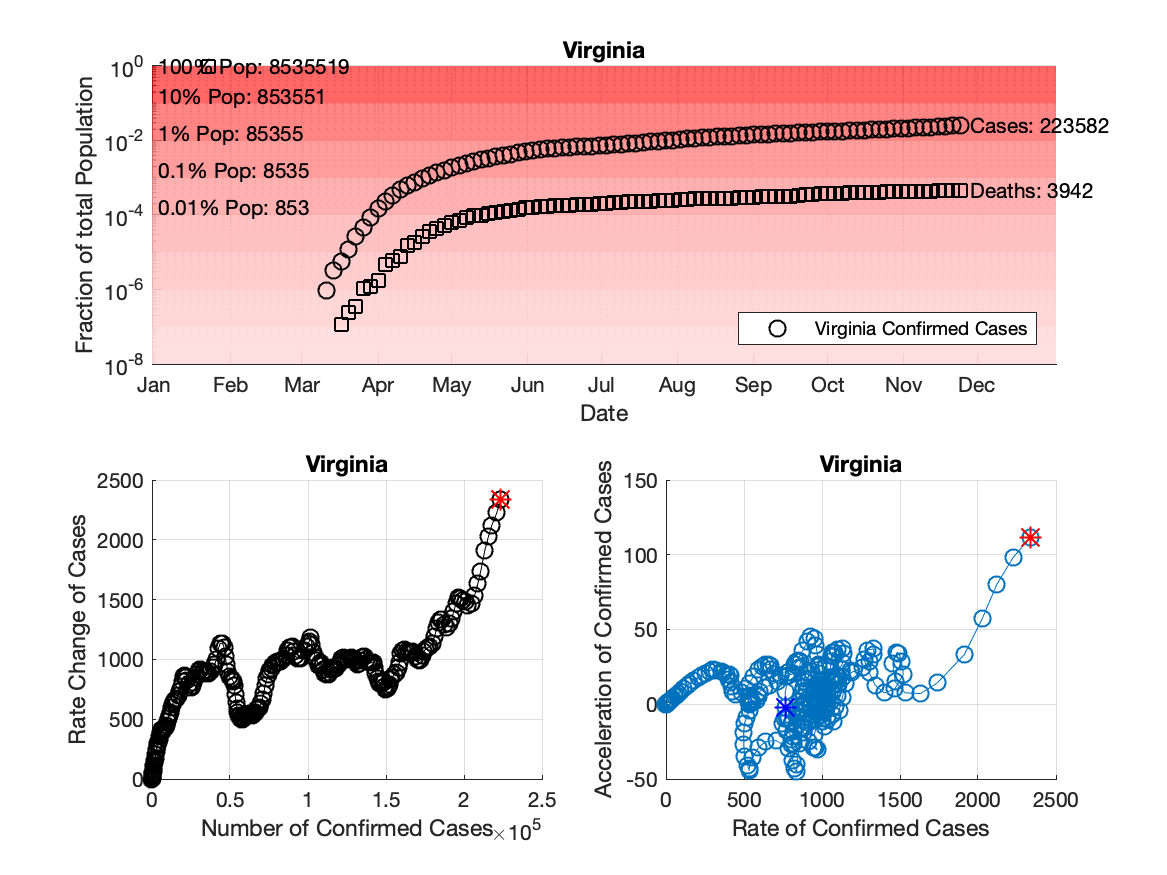 Virginia
10^0
10^-2
10^-4
10^-6
10^-8
Fraction of total Population
100% Pop: 8535519
10% Pop: 853551
1% Pop: 85355
0.1% Pop: 8535
0.01% Pop: 853
Cases: 223582
Deaths: 3942
Virginia Confirmed Cases
Jan Feb Mar Apr May Jun Jul Aug Sep Oct Nov Dec
Date
Virginia
2500
2000
1500
1000
500
0
Rate Change of Cases
0 0.5 1 1.5 2 2.5
Number of Confirmed Cases ×10^5
Virginia
150
100
50
0
-50
Acceleration of Confirmed Cases
0 500 1000 1500 2000 2500
Rate of Confirmed Cases